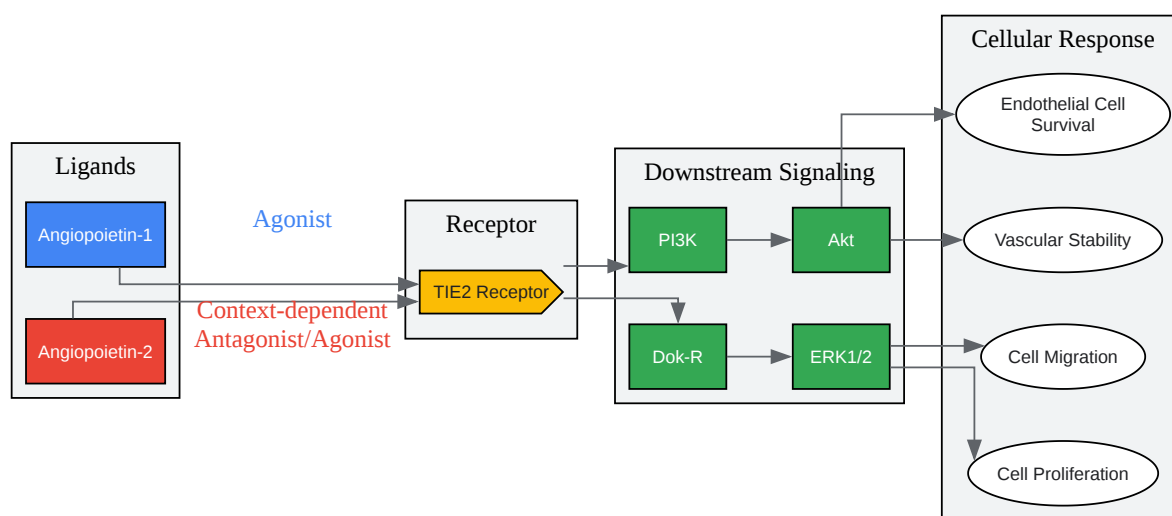 Ligands
Angiopoietin-1
Angiopoietin-2
Agonist
Context-dependent
Antagonist/Agonist
Receptor
TIE2 Receptor
Downstream Signaling
PI3K
Akt
Dok-R
ERK1/2
Cellular Response
Endothelial Cell
Survival
Vascular Stability
Cell Migration
Cell Proliferation